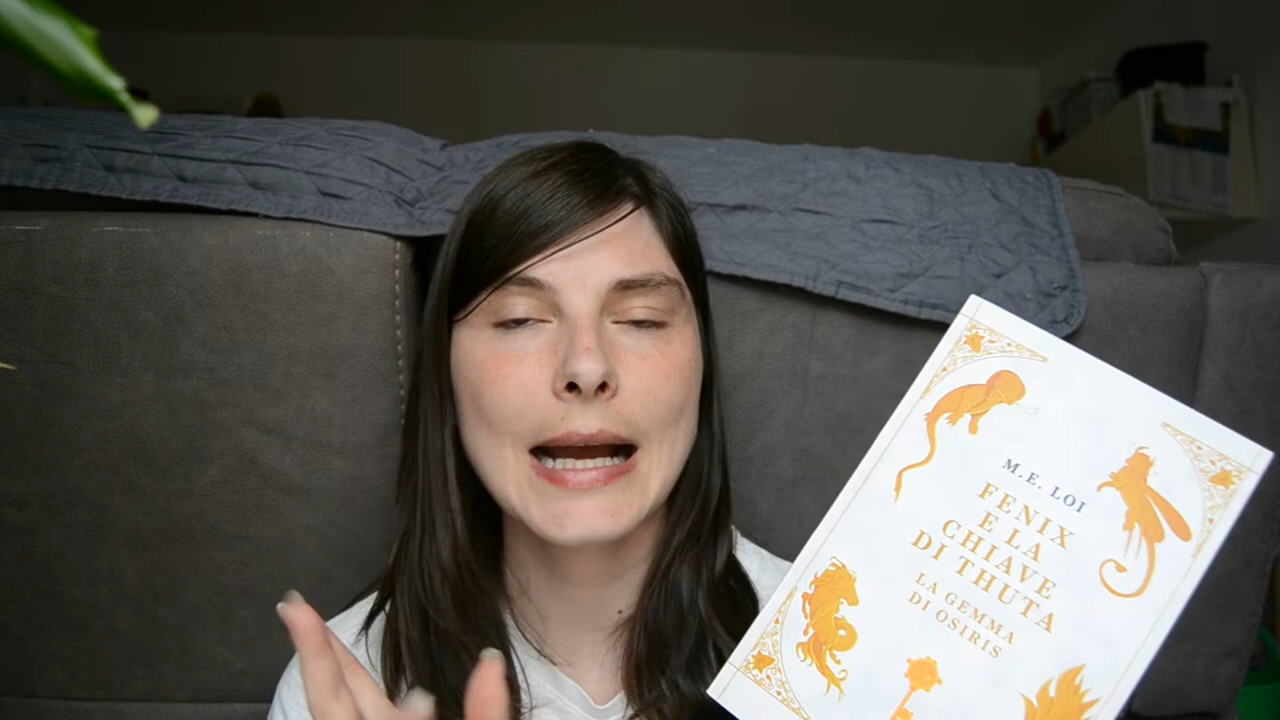 M.E. LOI
FENIX
E LA
CHIAVE
DI THUTA
LA GEMMA
DI OSIRIS